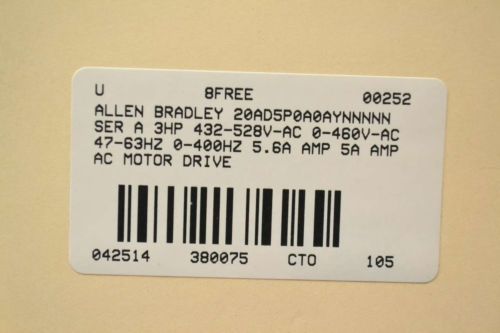 U 8FREE 00252
ALLEN BRADLEY 20AD5P0A0AYNNNNN
SER A 3HP 432-528V-AC 0-460V-AC
47-63HZ 0-400HZ 5.6A AMP 5A AMP
AC MOTOR DRIVE
042514 380075 CTO 105